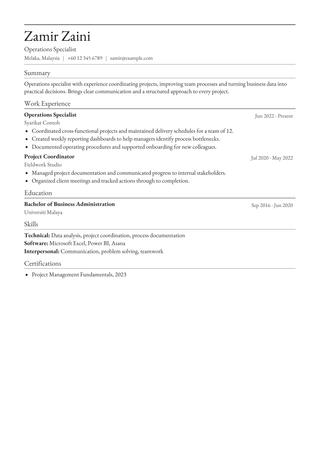 Zamir Zaini
Operations Specialist
Melaka, Malaysia | +60 12 345 6789 | zamir@example.com
Summary
Operations specialist with experience coordinating projects, improving team processes and turning business data into
practical decisions. Brings clear communication and a structured approach to every project.
Work Experience
Operations Specialist Jun 2022 - Present
Syarikat Contoh
• Coordinated cross-functional projects and maintained delivery schedules for a team of 12.
• Created weekly reporting dashboards to help managers identify process bottlenecks.
• Documented operating procedures and supported onboarding for new colleagues.
Project Coordinator Jul 2020 - May 2022
Fieldwork Studio
• Managed project documentation and communicated progress to internal stakeholders.
• Organized client meetings and tracked actions through to completion.
Education
Bachelor of Business Administration Sep 2016 - Jun 2020
Universiti Malaya
Skills
Technical: Data analysis, project coordination, process documentation
Software: Microsoft Excel, Power BI, Asana
Interpersonal: Communication, problem solving, teamwork
Certifications
• Project Management Fundamentals, 2023